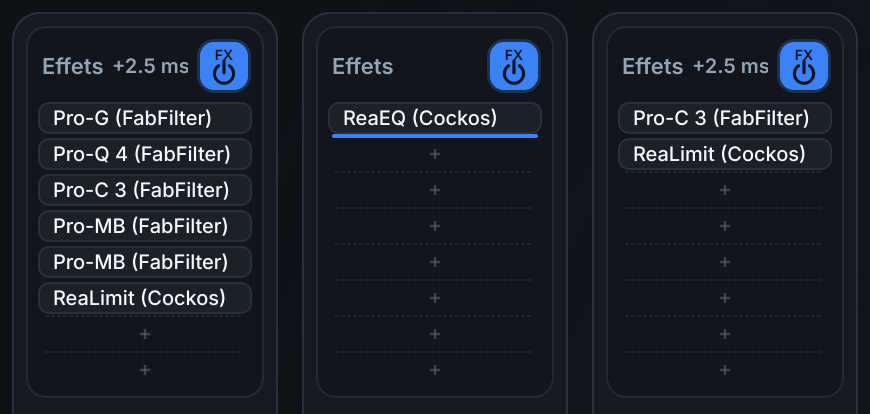 Effets +2.5 ms FX
Pro-G (FabFilter)
Pro-Q 4 (FabFilter)
Pro-C 3 (FabFilter)
Pro-MB (FabFilter)
Pro-MB (FabFilter)
ReaLimit (Cockos)
+
+
Effets FX
ReaEQ (Cockos)
+
+
+
+
+
+
+
Effets +2.5 ms FX
Pro-C 3 (FabFilter)
ReaLimit (Cockos)
+
+
+
+
+
+